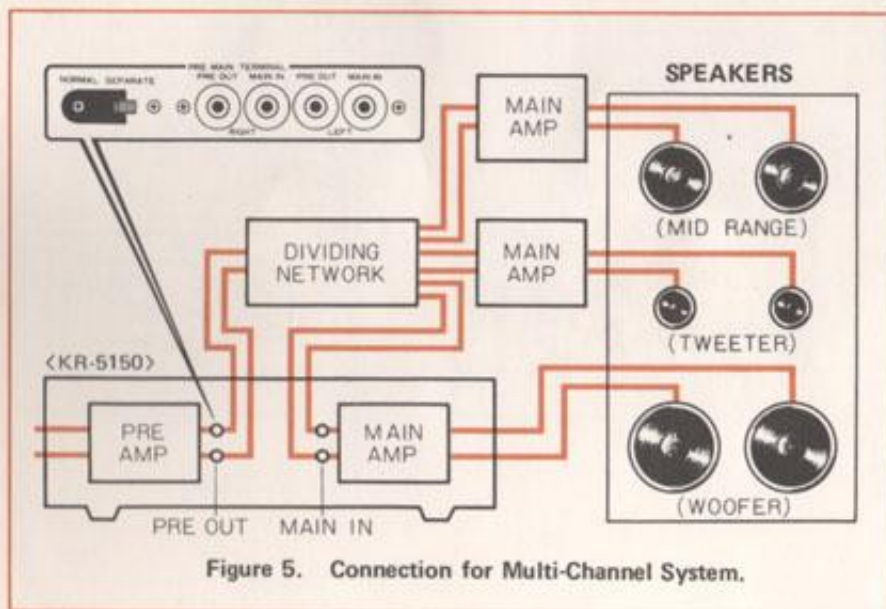 PRE MAIN TERMINAL
NORMAL SEPARATE PRE OUT MAIN IN PRE OUT MAIN IN
RIGHT LEFT
SPEAKERS
MAIN
AMP
(MID RANGE)
DIVIDING
NETWORK
MAIN
AMP
(TWEETER)
<KR-5150>
PRE
AMP
MAIN
AMP
(WOOFER)
PRE OUT MAIN IN
Figure 5. Connection for Multi-Channel System.